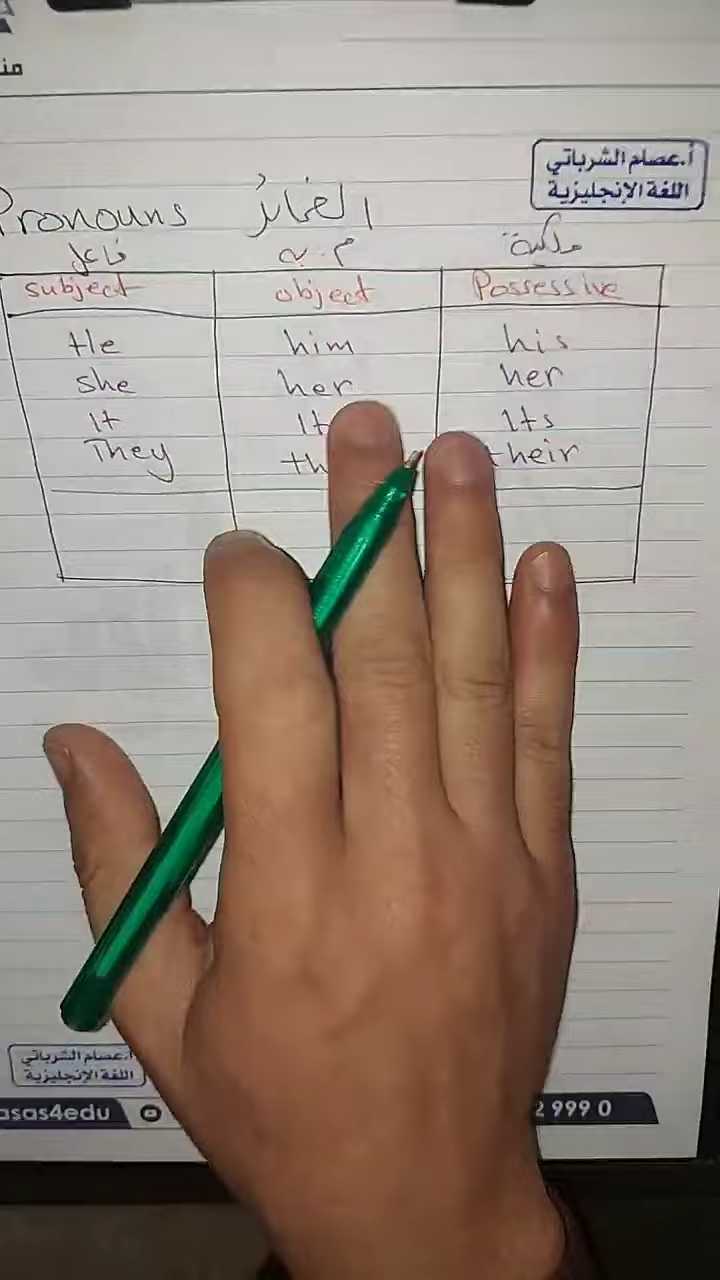 أ.عصام الشرباتي
اللغة الإنجليزية
Pronouns الضمائر
فاعل م. به ملكية
subject object Possessive
He him his
she her her
It It Its
They th their
أ.عصام الشرباتي
اللغة الإنجليزية
asas4edu 2 999 0